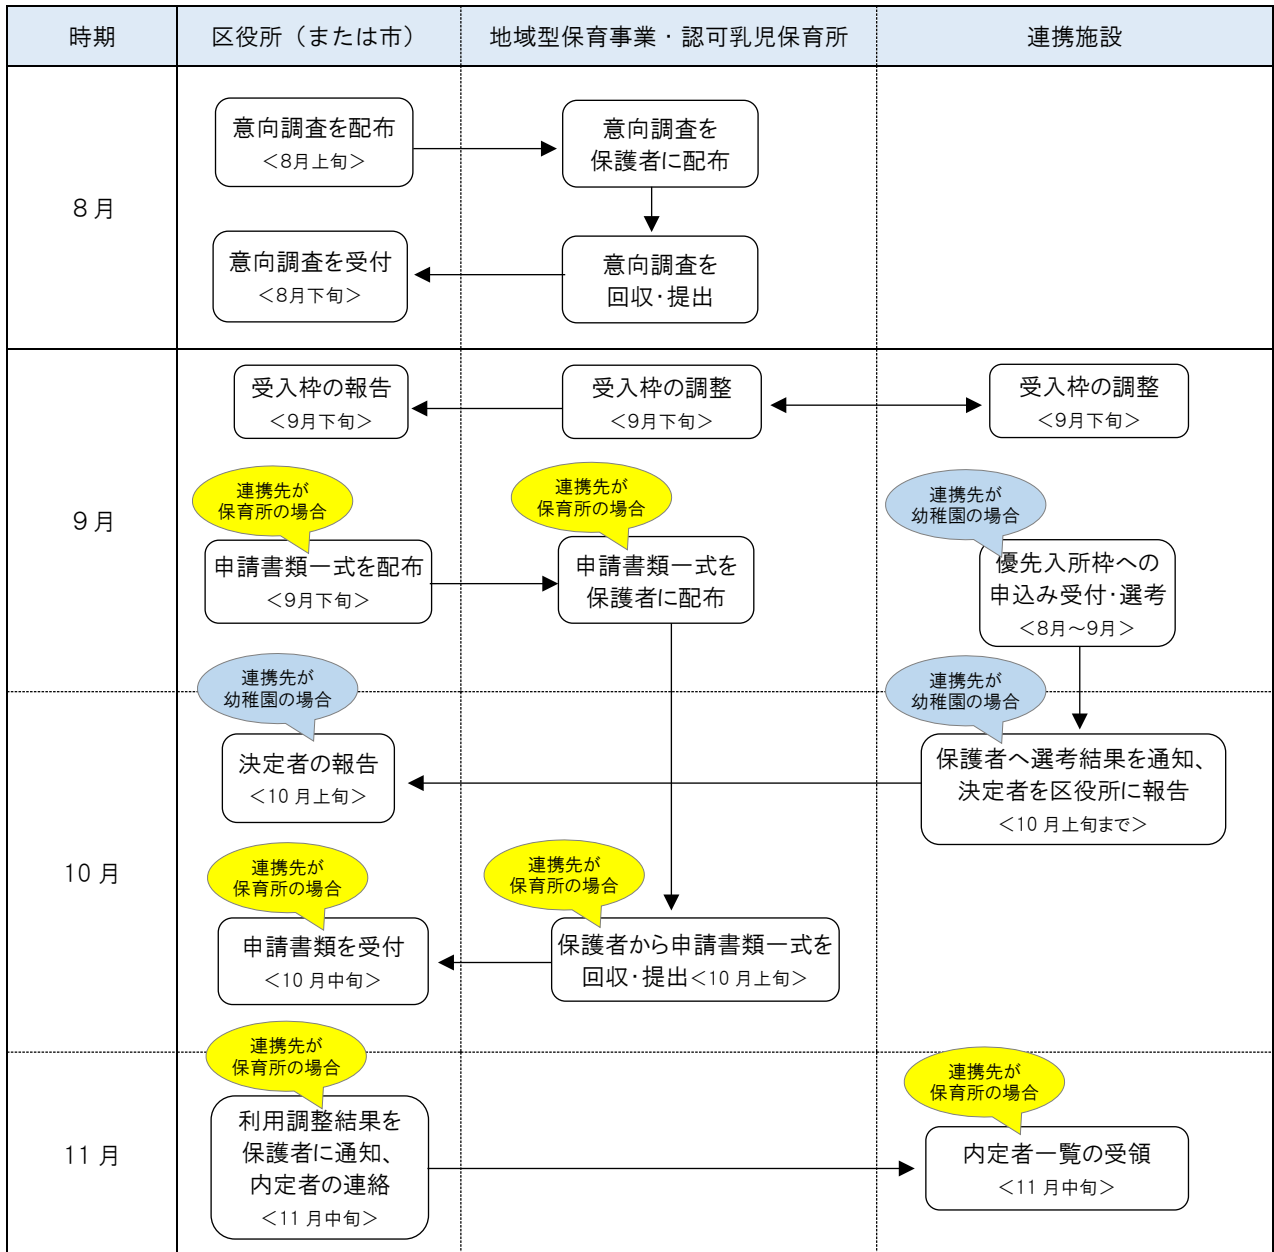 時期
区役所（または市）
地域型保育事業・認可乳児保育所
連携施設
8月
意向調査を配布
＜8月上旬＞
意向調査を
保護者に配布
意向調査を受付
＜8月下旬＞
意向調査を
回収・提出
9月
受入枠の報告
＜9月下旬＞
受入枠の調整
＜9月下旬＞
受入枠の調整
＜9月下旬＞
連携先が
保育所の場合
申請書類一式を配布
＜9月下旬＞
連携先が
保育所の場合
申請書類一式を
保護者に配布
連携先が
幼稚園の場合
優先入所枠への
申込み受付・選考
＜8月～9月＞
10月
連携先が
幼稚園の場合
決定者の報告
＜10月上旬＞
連携先が
幼稚園の場合
保護者へ選考結果を通知、
決定者を区役所に報告
＜10月上旬まで＞
連携先が
保育所の場合
申請書類を受付
＜10月中旬＞
連携先が
保育所の場合
保護者から申請書類一式を
回収・提出＜10月上旬＞
11月
連携先が
保育所の場合
利用調整結果を
保護者に通知、
内定者の連絡
＜11月中旬＞
連携先が
保育所の場合
内定者一覧の受領
＜11月中旬＞